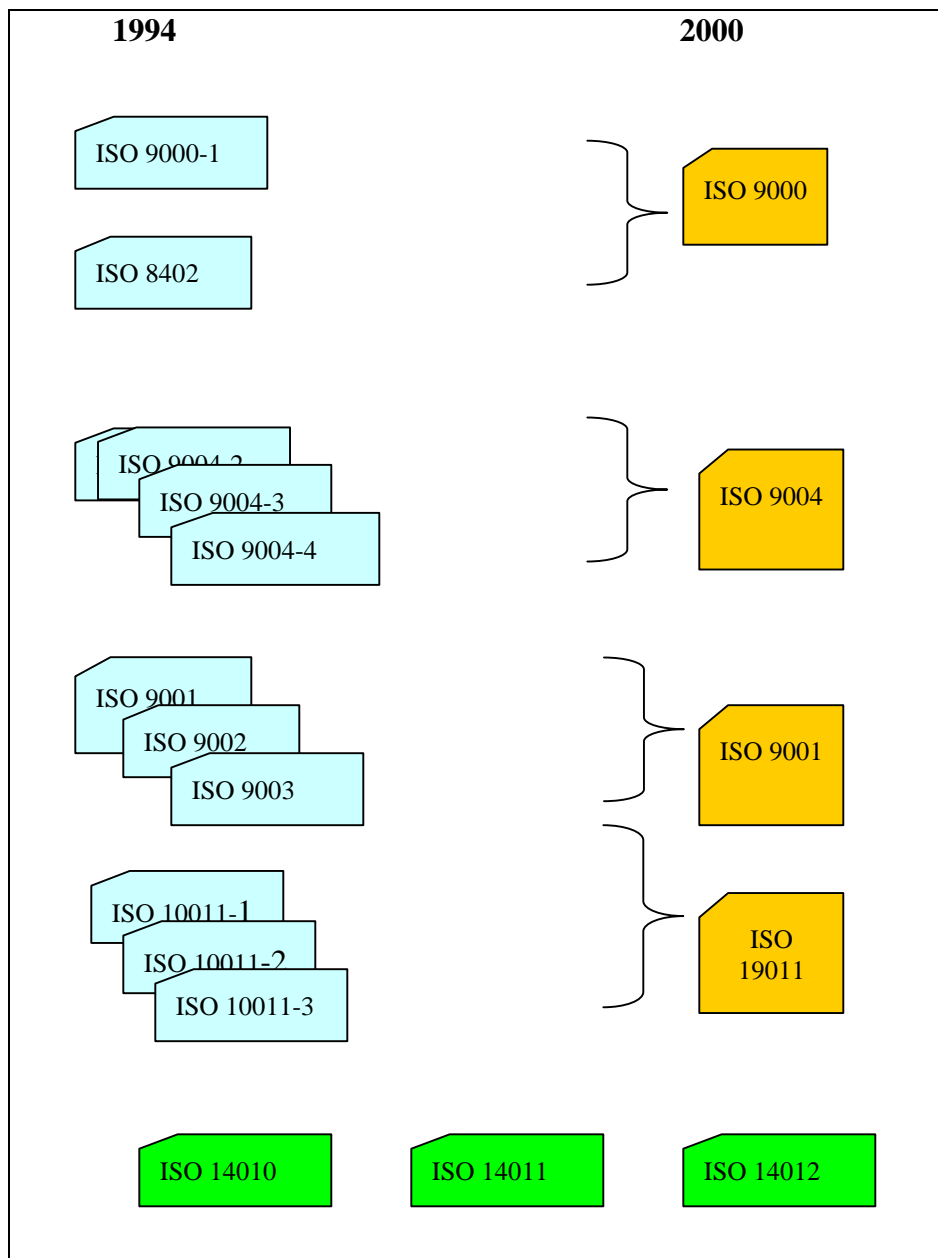 1994
2000
ISO 9000-1
ISO 9000
ISO 8402
ISO 9004-2
ISO 9004-3
ISO 9004-4
ISO 9004
ISO 9001
ISO 9002
ISO 9003
ISO 9001
ISO 10011-1
ISO 10011-2
ISO 10011-3
ISO
19011
ISO 14010
ISO 14011
ISO 14012